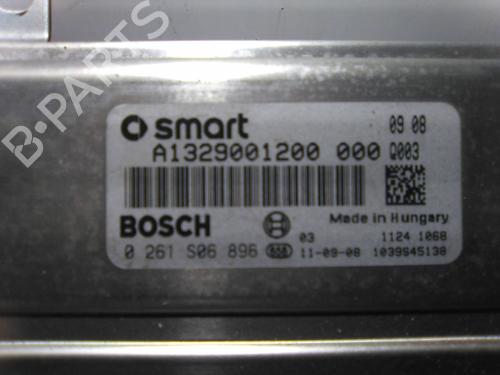 B-PARTS
smart
09 08
A1329001200 000 Q003
BOSCH
Made in Hungary
03
1124 1068
0 261 S06 896
11-09-08
1039S45138